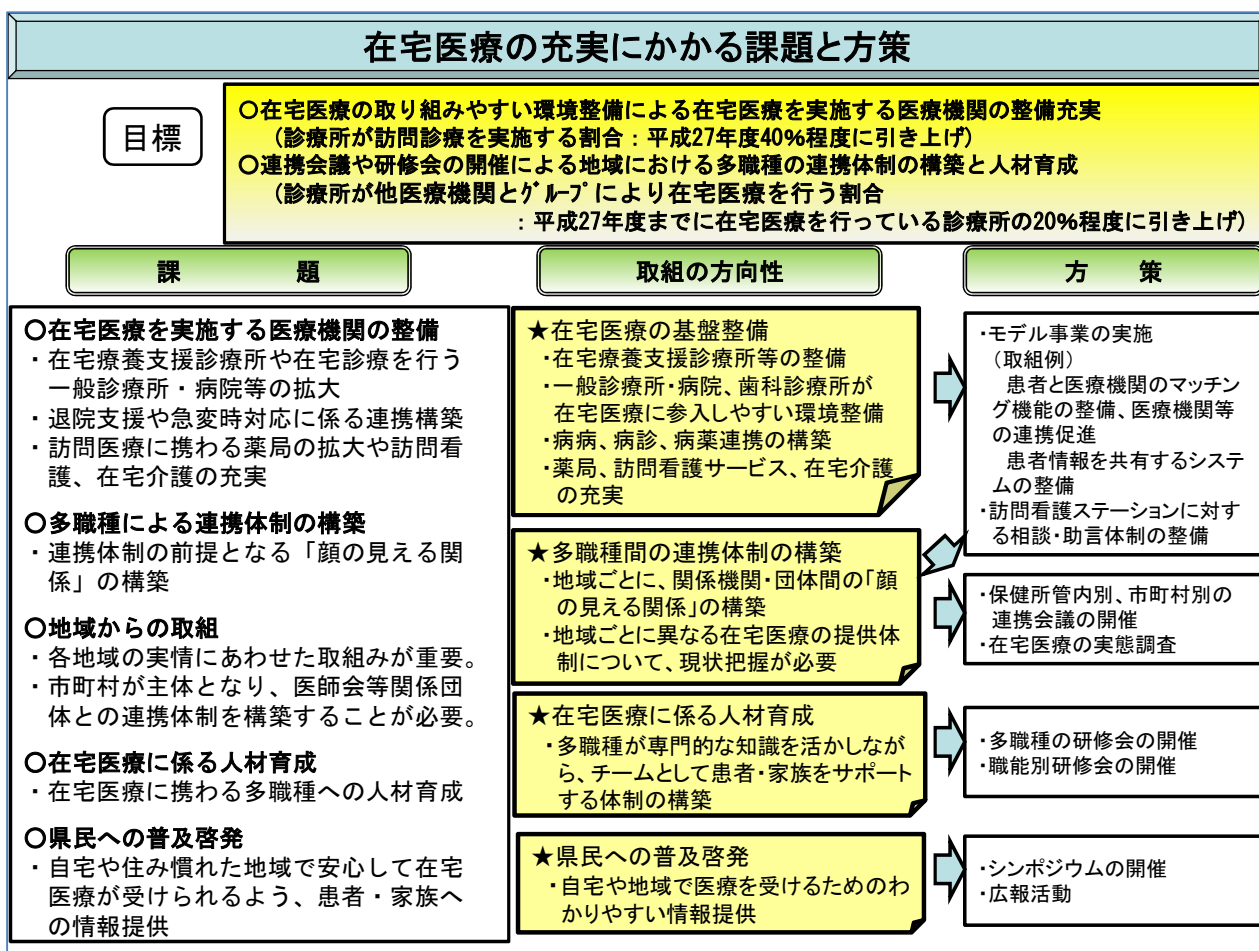 在宅医療の充実にかかる課題と方策
目標
○在宅医療の取り組みやすい環境整備による在宅医療を実施する医療機関の整備充実
(診療所が訪問診療を実施する割合：平成27年度40%程度に引き上げ)
○連携会議や研修会の開催による地域における多職種の連携体制の構築と人材育成
(診療所が他医療機関とｸﾞﾙｰﾌﾟにより在宅医療を行う割合
：平成27年度までに在宅医療を行っている診療所の20%程度に引き上げ)
課　題
○在宅医療を実施する医療機関の整備
・在宅療養支援診療所や在宅診療を行う
一般診療所・病院等の拡大
・退院支援や急変時対応に係る連携構築
・訪問医療に携わる薬局の拡大や訪問看
護、在宅介護の充実
○多職種による連携体制の構築
・連携体制の前提となる「顔の見える関
係」の構築
○地域からの取組
・各地域の実情にあわせた取組みが重要。
・市町村が主体となり、医師会等関係団
体との連携体制を構築することが必要。
○在宅医療に係る人材育成
・在宅医療に携わる多職種への人材育成
○県民への普及啓発
・自宅や住み慣れた地域で安心して在宅
医療が受けられるよう、患者・家族へ
の情報提供
取組の方向性
★在宅医療の基盤整備
・在宅療養支援診療所等の整備
・一般診療所・病院、歯科診療所が
在宅医療に参入しやすい環境整備
・病病、病診、病薬連携の構築
・薬局、訪問看護サービス、在宅介護
の充実
★多職種間の連携体制の構築
・地域ごとに、関係機関・団体間の「顔
の見える関係」の構築
・地域ごとに異なる在宅医療の提供体
制について、現状把握が必要
★在宅医療に係る人材育成
・多職種が専門的な知識を活かしなが
ら、チームとして患者・家族をサポート
する体制の構築
★県民への普及啓発
・自宅や地域で医療を受けるためのわ
かりやすい情報提供
方　策
・モデル事業の実施
（取組例）
患者と医療機関のマッチン
グ機能の整備、医療機関等
の連携促進
患者情報を共有するシステ
ムの整備
・訪問看護ステーションに対す
る相談・助言体制の整備
・保健所管内別、市町村別の
連携会議の開催
・在宅医療の実態調査
・多職種の研修会の開催
・職能別研修会の開催
・シンポジウムの開催
・広報活動